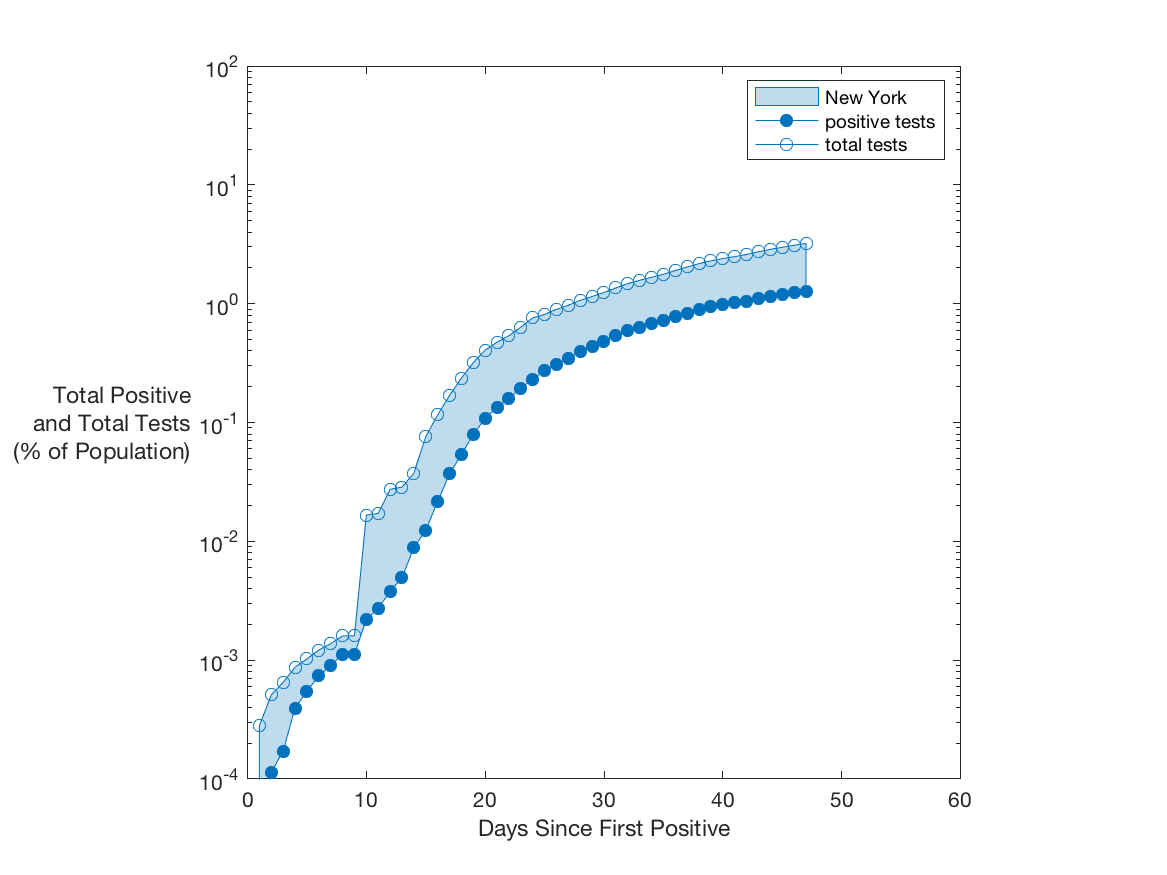 10^2
10^1
10^0
10^-1
10^-2
10^-3
10^-4
Total Positive
and Total Tests
(% of Population)
New York
positive tests
total tests
0 10 20 30 40 50 60
Days Since First Positive